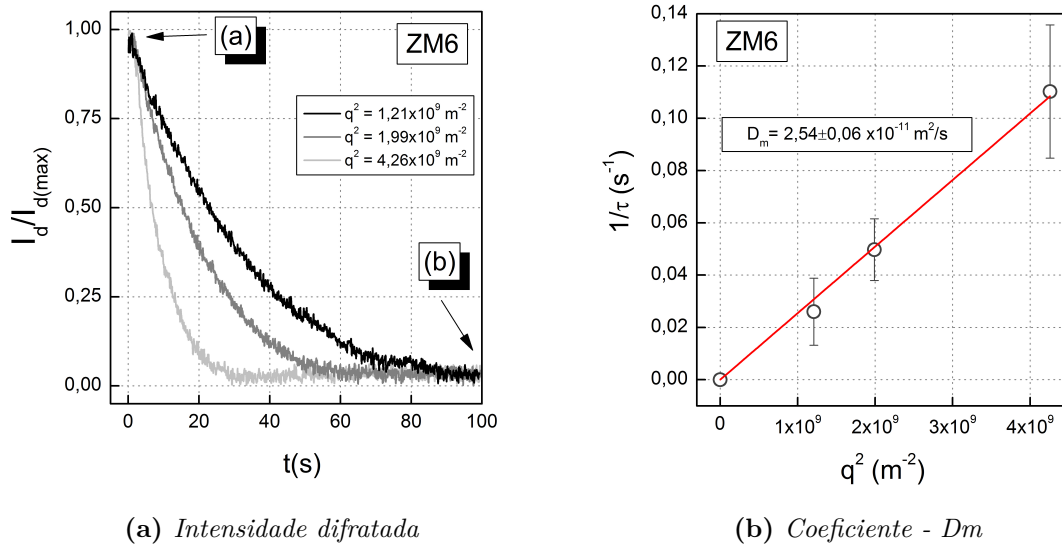 1,00
0,75
0,50
0,25
0,00
I_d/I_d(max)
(a)
ZM6
q² = 1,21x10⁹ m⁻²
q² = 1,99x10⁹ m⁻²
q² = 4,26x10⁹ m⁻²
(b)
0 20 40 60 80 100
t(s)
(a) Intensidade difratada
0,14
0,12
0,10
0,08
0,06
0,04
0,02
0,00
1/τ (s⁻¹)
ZM6
D_m= 2,54±0,06 x10⁻¹¹ m²/s
0 1x10⁹ 2x10⁹ 3x10⁹ 4x10⁹
q² (m⁻²)
(b) Coeficiente - Dm